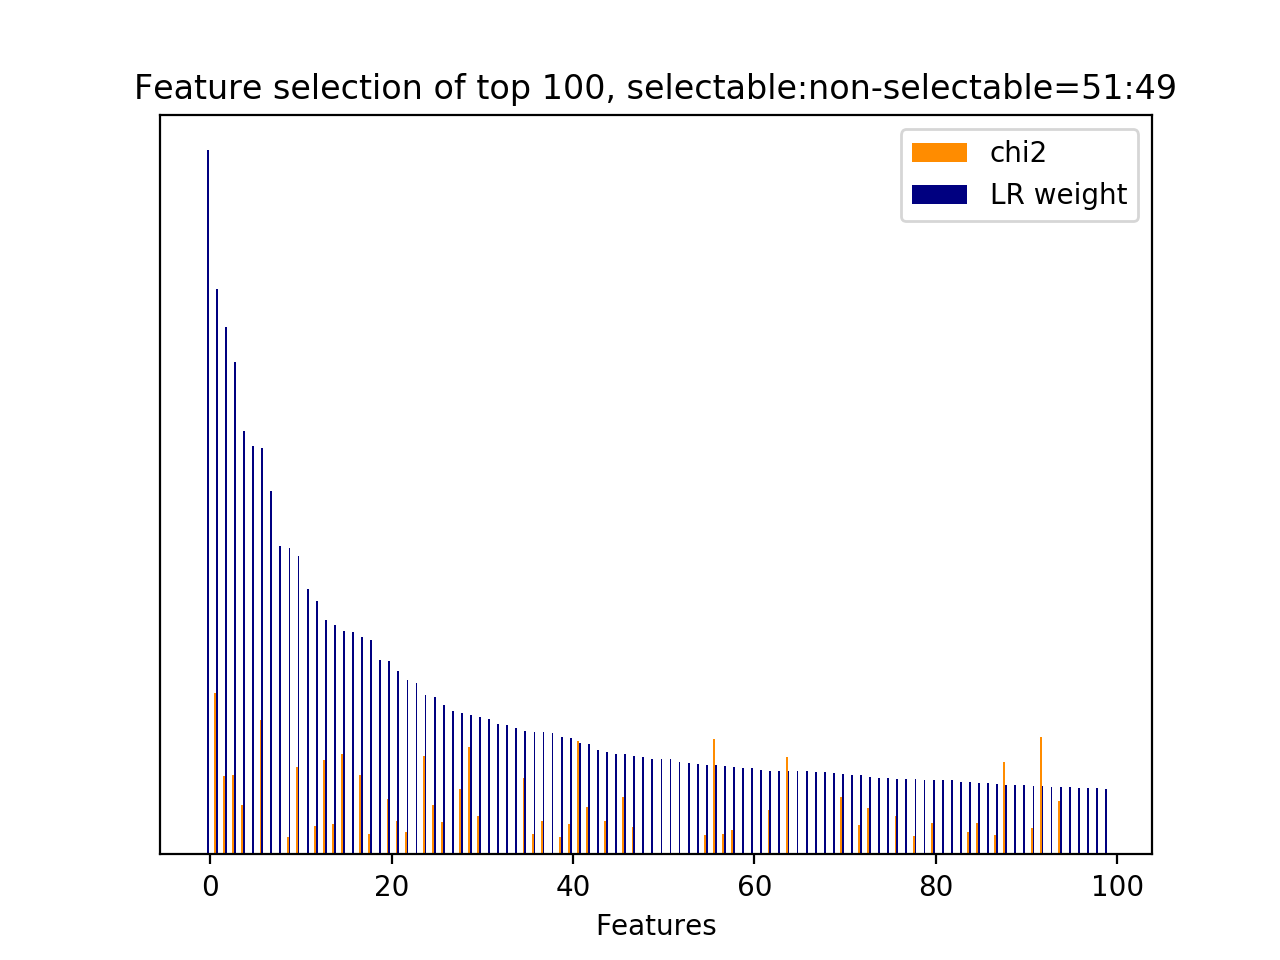 Feature selection of top 100, selectable:non-selectable=51:49
chi2
LR weight
0 20 40 60 80 100
Features